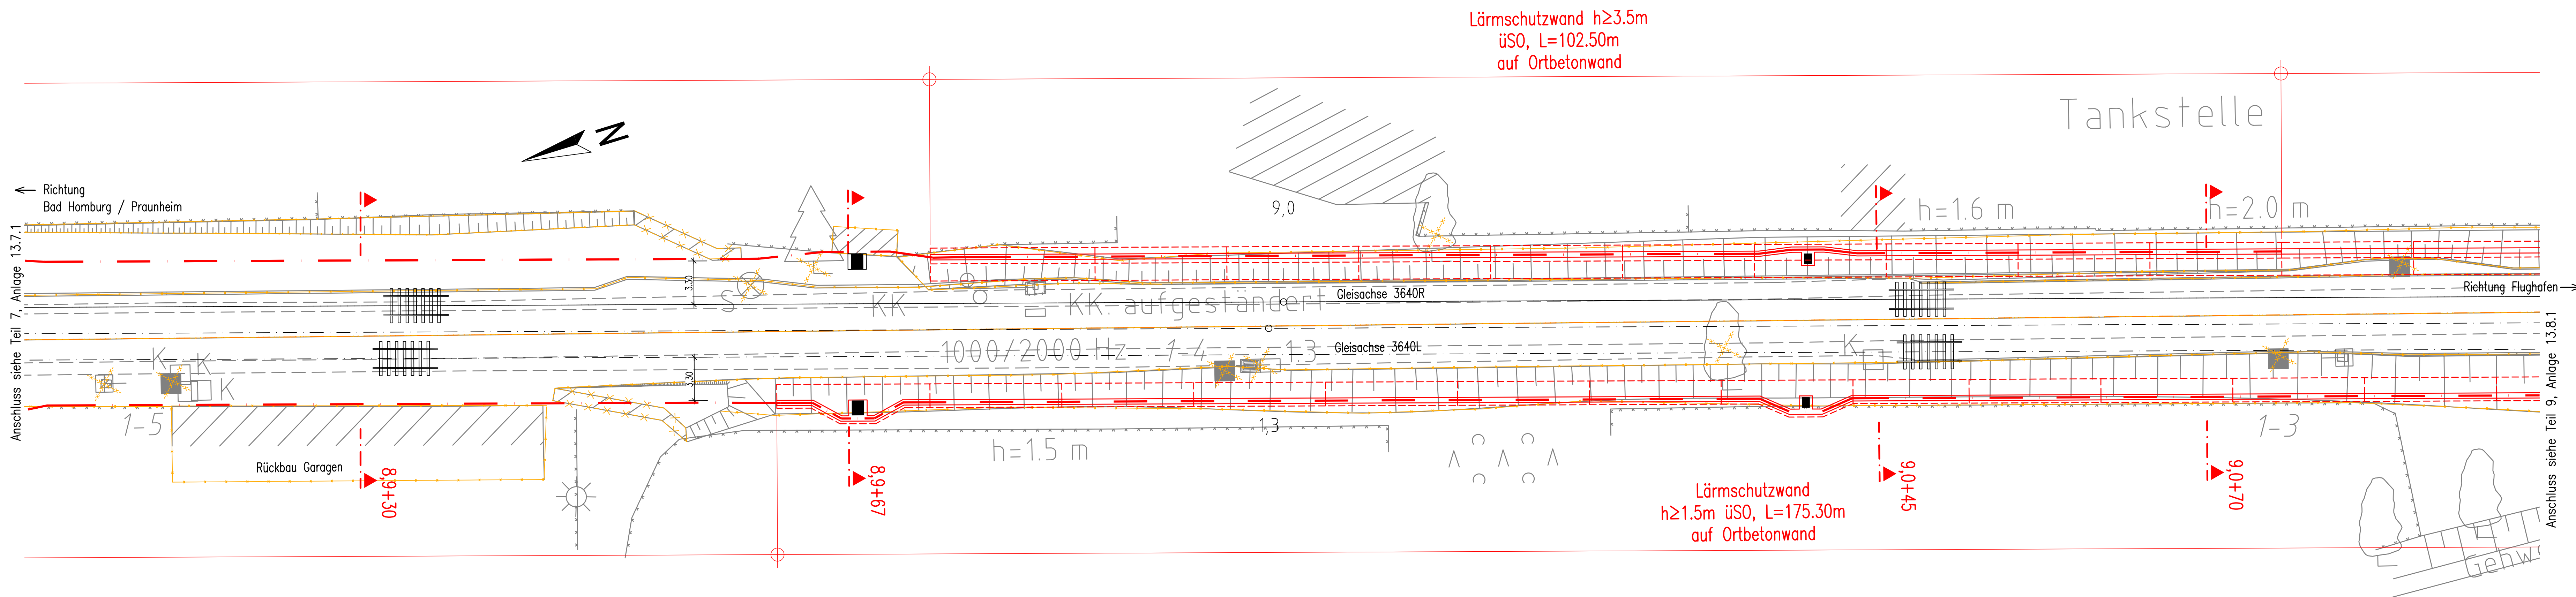 Lärmschutzwand h≥3.5m
üSO, L=102.50m
auf Ortbetonwand
Tankstelle
N
Richtung
Bad Homburg / Praunheim
9,0
h=1.6 m
h=2.0 m
Anschluss siehe Teil 7, Anlage 13.7.1
3.30
S
KK
KK. aufgeständert
Gleisachse 3640R
Richtung Flughafen
1000/2000 Hz
1-4
13
Gleisachse 3640L
K
K
K
K
3.30
1-5
Rückbau Garagen
8,9+30
8,9+67
h=1.5 m
1,3
Lärmschutzwand
h≥1.5m üSO, L=175.30m
auf Ortbetonwand
9,0+45
9,0+70
1-3
Anschluss siehe Teil 9, Anlage 13.8.1